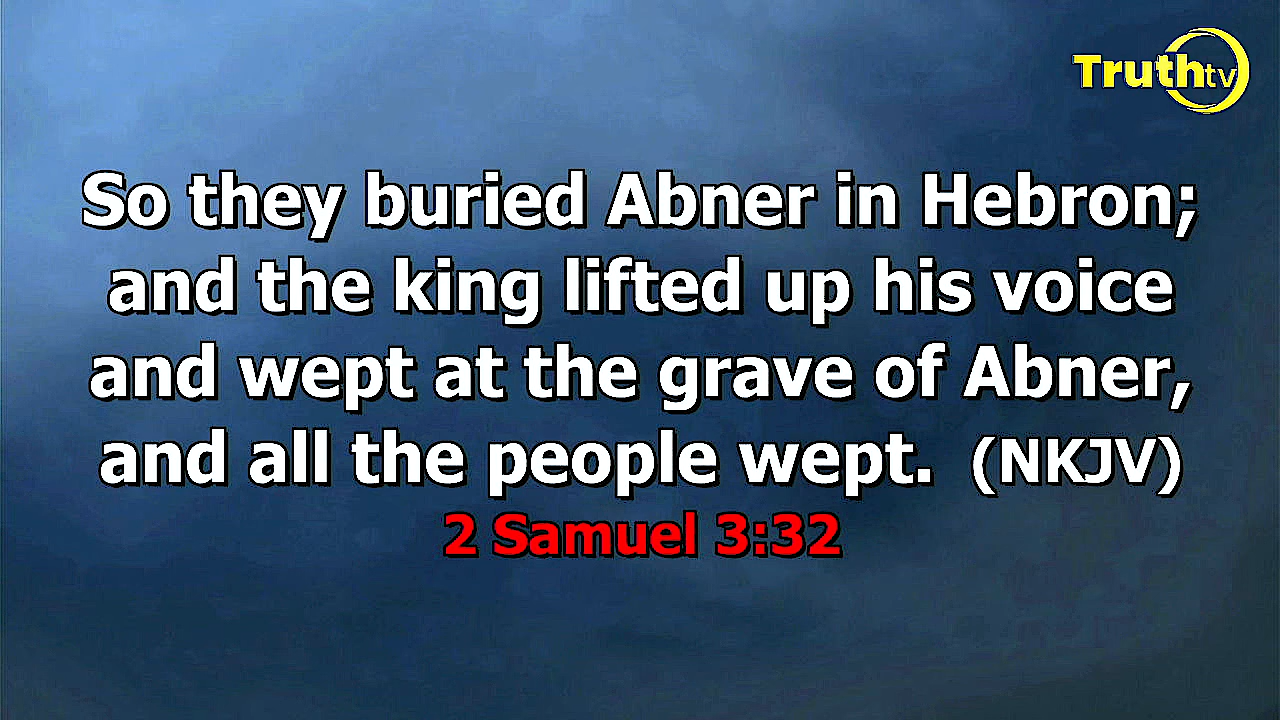 Truthtv
So they buried Abner in Hebron;
and the king lifted up his voice
and wept at the grave of Abner,
and all the people wept. (NKJV)
2 Samuel 3:32